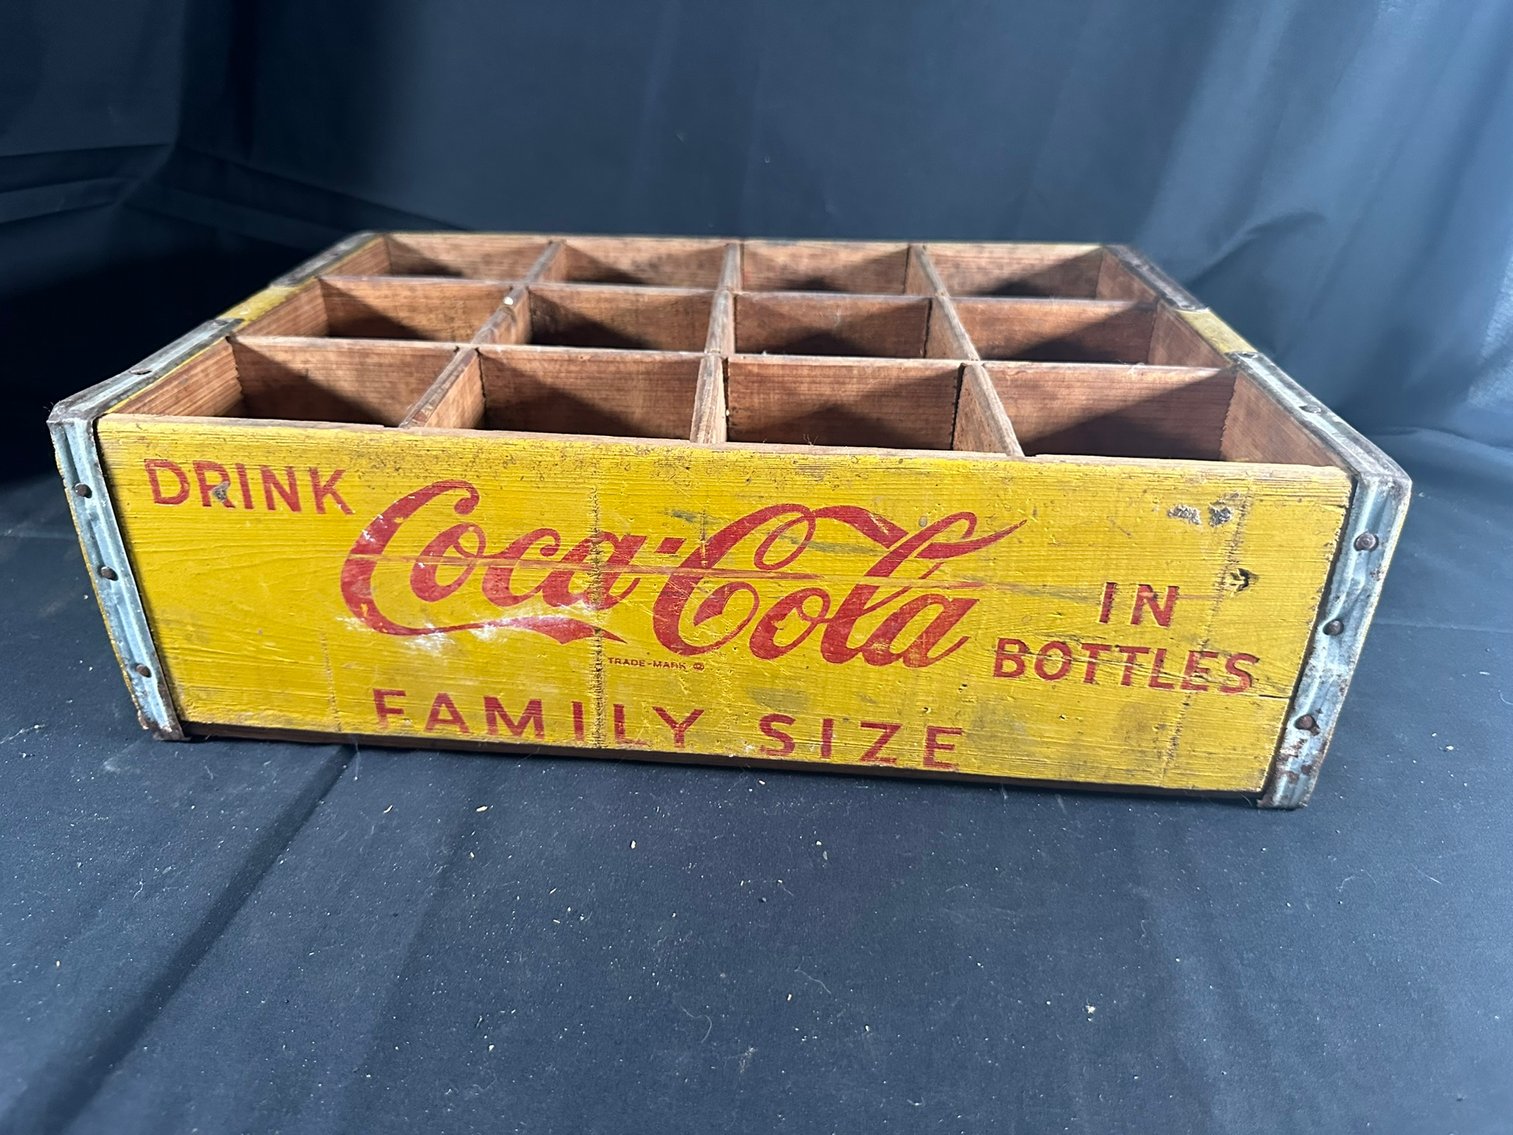 DRINK Coca-Cola
TRADE-MARK ®
IN
BOTTLES
FAMILY SIZE